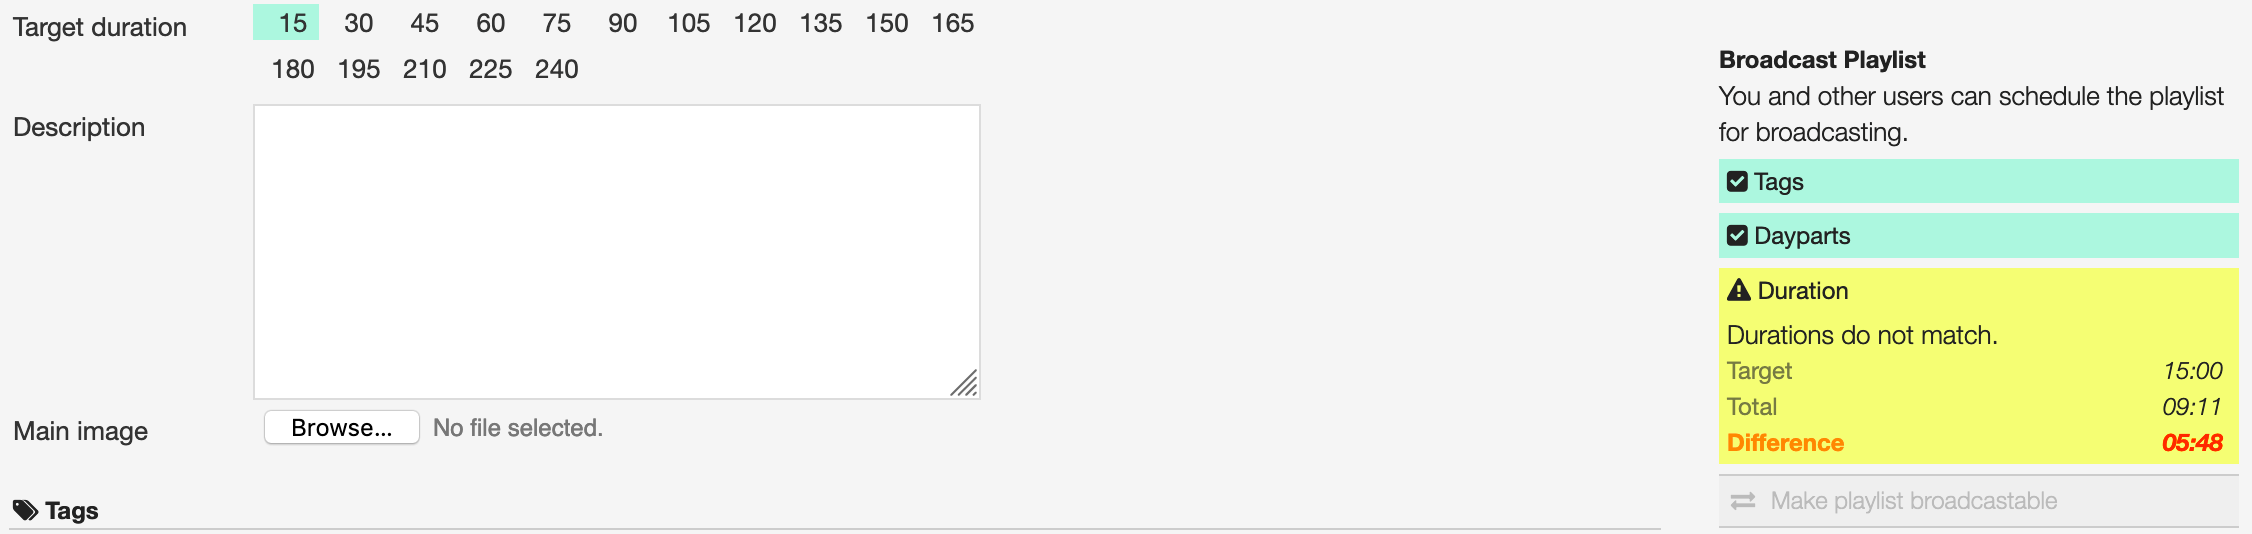 Target duration
15 30 45 60 75 90 105 120 135 150 165
180 195 210 225 240
Description
Main image
Browse... No file selected.
Tags
Broadcast Playlist
You and other users can schedule the playlist
for broadcasting.
Tags
Dayparts
Duration
Durations do not match.
Target 15:00
Total 09:11
Difference 05:48
Make playlist broadcastable